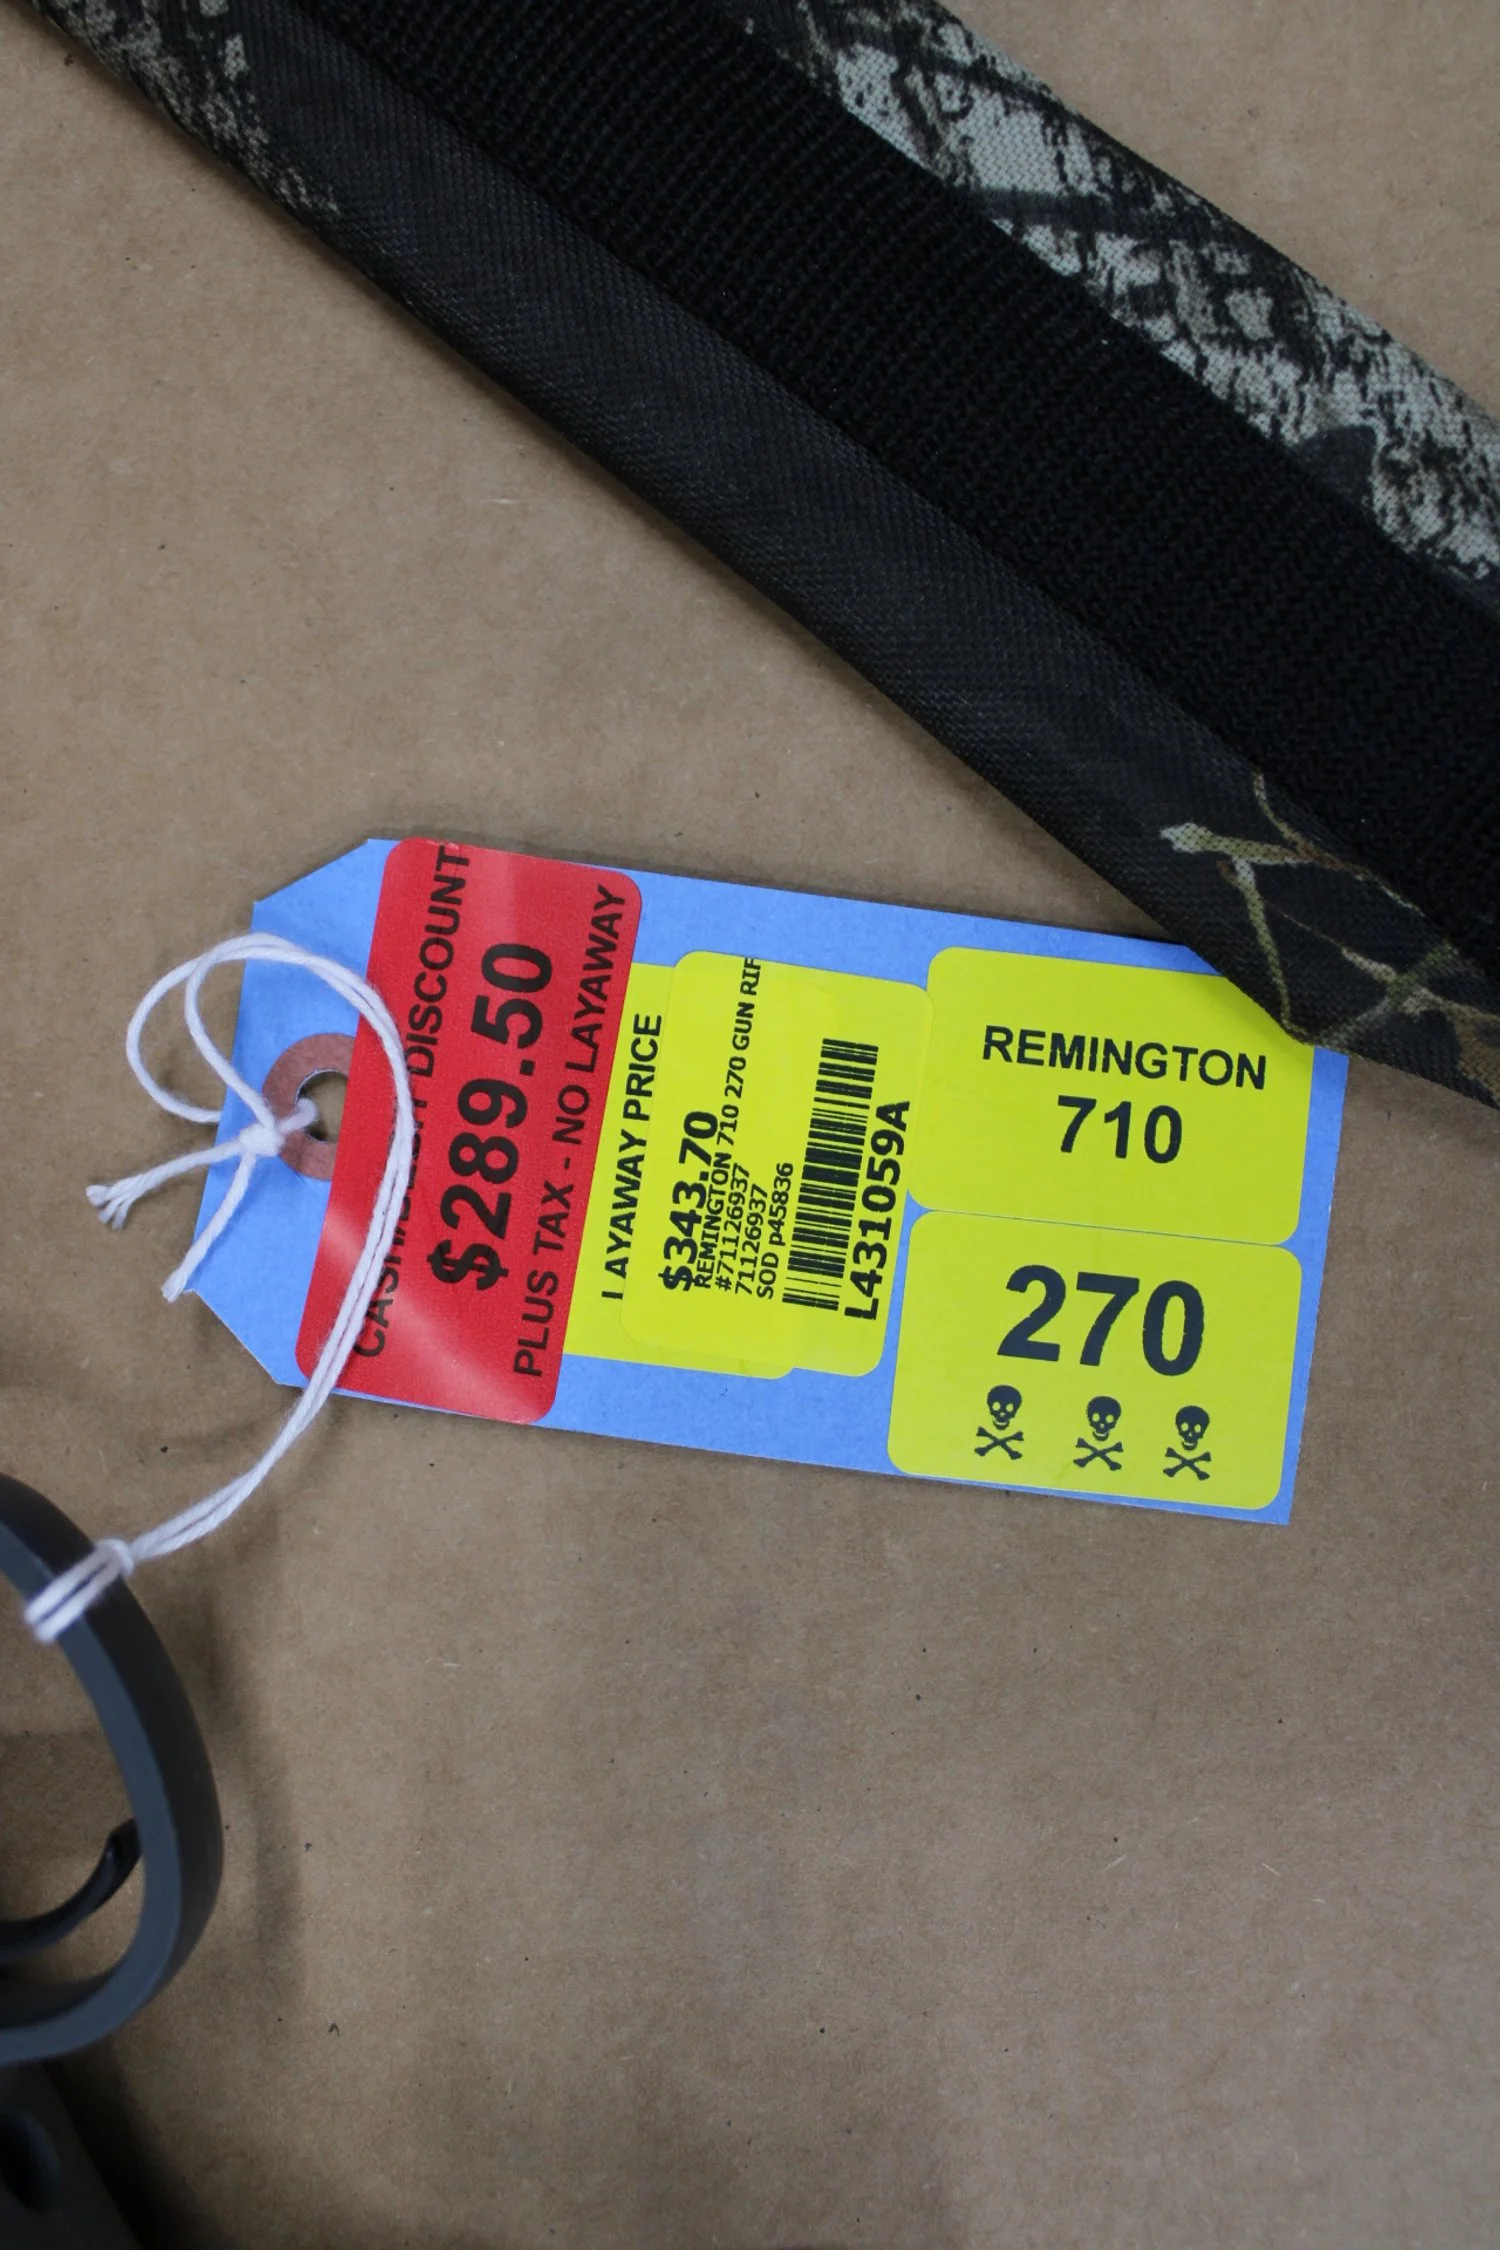 DISCOUNT
$289.50
PLUS TAX - NO LAYAWAY
LAYAWAY PRICE
$343.70
REMINGTON 710 270 GUN RIF
#71126937
71126937
SOD p45836
L431059A
REMINGTON
710
270